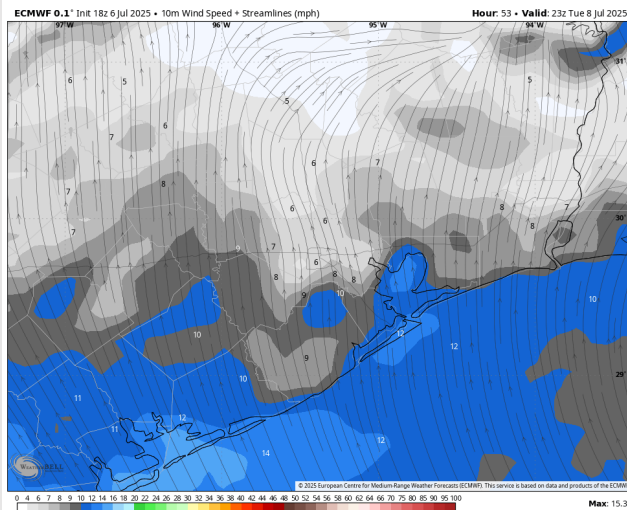 ECMWF 0.1° Init 18z 6 Jul 2025 • 10m Wind Speed + Streamlines (mph) Hour: 53 • Valid: 23z Tue 8 Jul 2025
97°W 96°W 95°W 94°W
31°
6 5 5 5
6
7 6 7
8
7 6 8 7
6 8 30°
7
9 7
6 8
8 8
9 10 10
10 12 12
9 29°
10
11
12
11 12
14
WeatherBELL
© 2025 European Centre for Medium-Range Weather Forecasts (ECMWF). This service is based on data and products of the ECMW
0 4 6 7 8 9 10 12 14 16 18 20 22 24 26 28 30 32 34 36 38 40 42 44 46 48 50 52 54 56 58 60 62 64 66 68 70 75 80 85 90 95 100
Max: 15.3